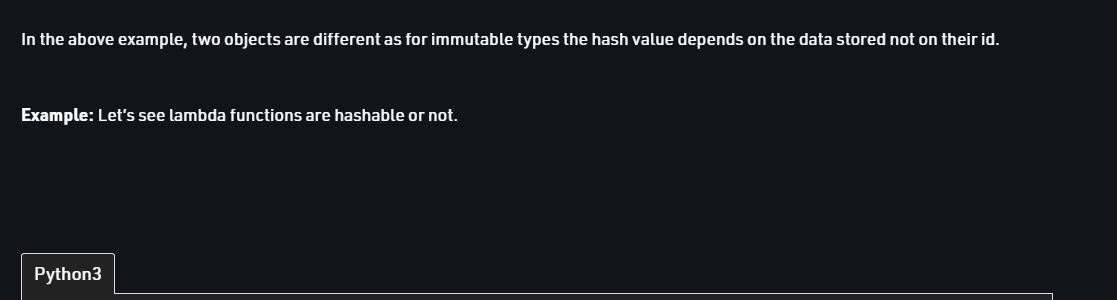 In the above example, two objects are different as for immutable types the hash value depends on the data stored not on their id.
Example: Let's see lambda functions are hashable or not.
Python3